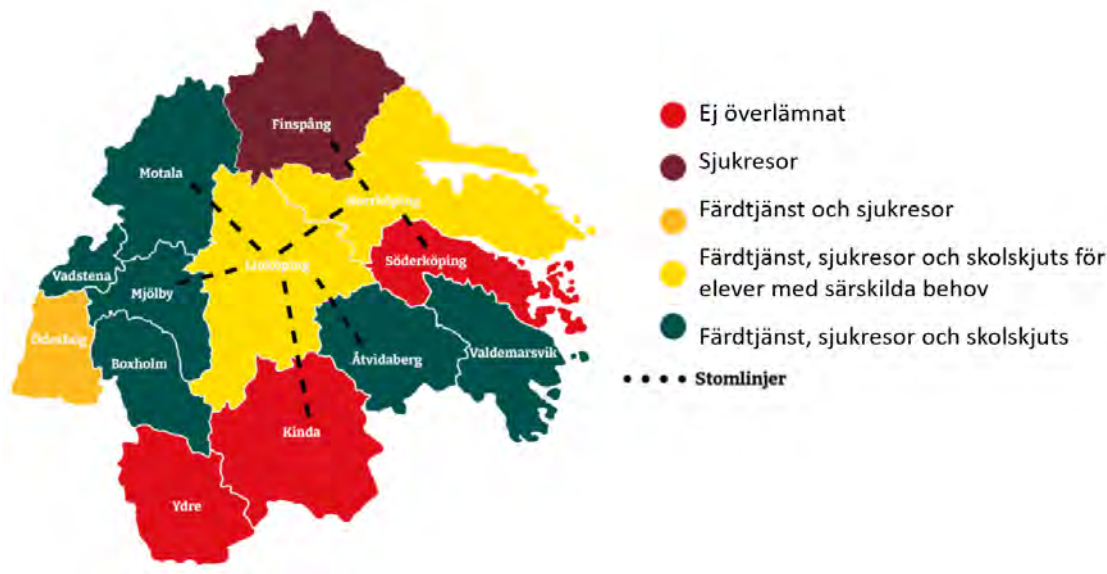 Finspång
Motala
Norrköping
Linköping
Söderköping
Vadstena
Mjölby
Ödeshög
Boxholm
Åtvidaberg
Valdemarsvik
Kinda
Ydre
Ej överlämnat
Sjukresor
Färdtjänst och sjukresor
Färdtjänst, sjukresor och skolskjuts för
elever med särskilda behov
Färdtjänst, sjukresor och skolskjuts
Stomlinjer